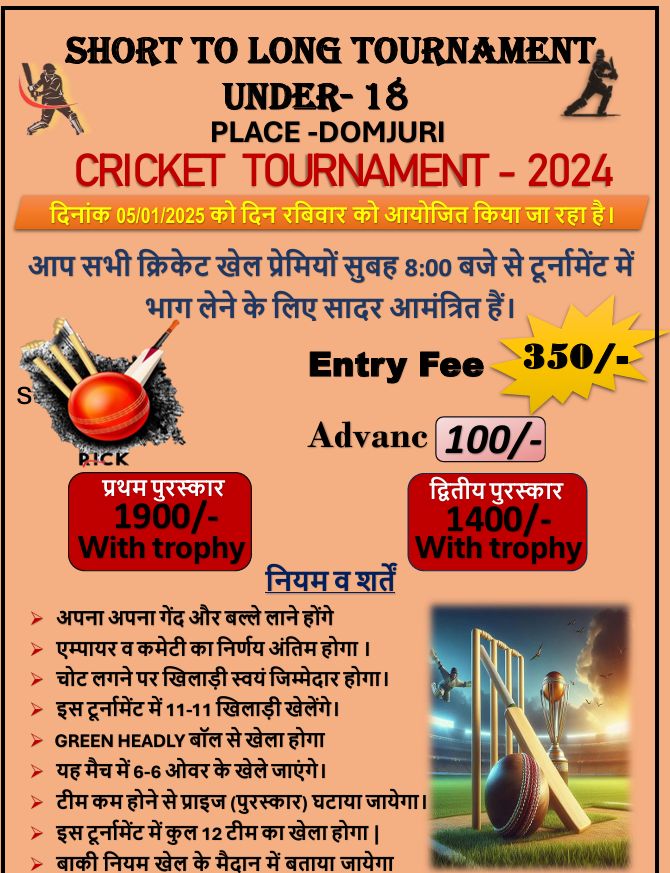 SHORT TO LONG TOURNAMENT
UNDER- 18
PLACE -DOMJURI
CRICKET TOURNAMENT - 2024
दिनांक 05/01/2025 को दिन रबिवार को आयोजित किया जा रहा है।
आप सभी क्रिकेट खेल प्रेमियों सुबह 8:00 बजे से टूर्नामेंट में
भाग लेने के लिए सादर आमंत्रित हैं।
Entry Fee 350/-
S
RICK
Advanc 100/-
प्रथम पुरस्कार
1900/-
With trophy
द्वितीय पुरस्कार
1400/-
With trophy
नियम व शर्तें
अपना अपना गेंद और बल्ले लाने होंगे
एम्पायर व कमेटी का निर्णय अंतिम होगा ।
चोट लगने पर खिलाड़ी स्वयं जिम्मेदार होगा।
इस टूर्नामेंट में 11-11 खिलाड़ी खेलेंगे।
GREEN HEADLY बॉल से खेला होगा
यह मैच में 6-6 ओवर के खेले जाएंगे।
टीम कम होने से प्राइज (पुरस्कार) घटाया जायेगा।
इस टूर्नामेंट में कुल 12 टीम का खेला होगा |
बाकी नियम खेल के मैदान में बताया जायेगा